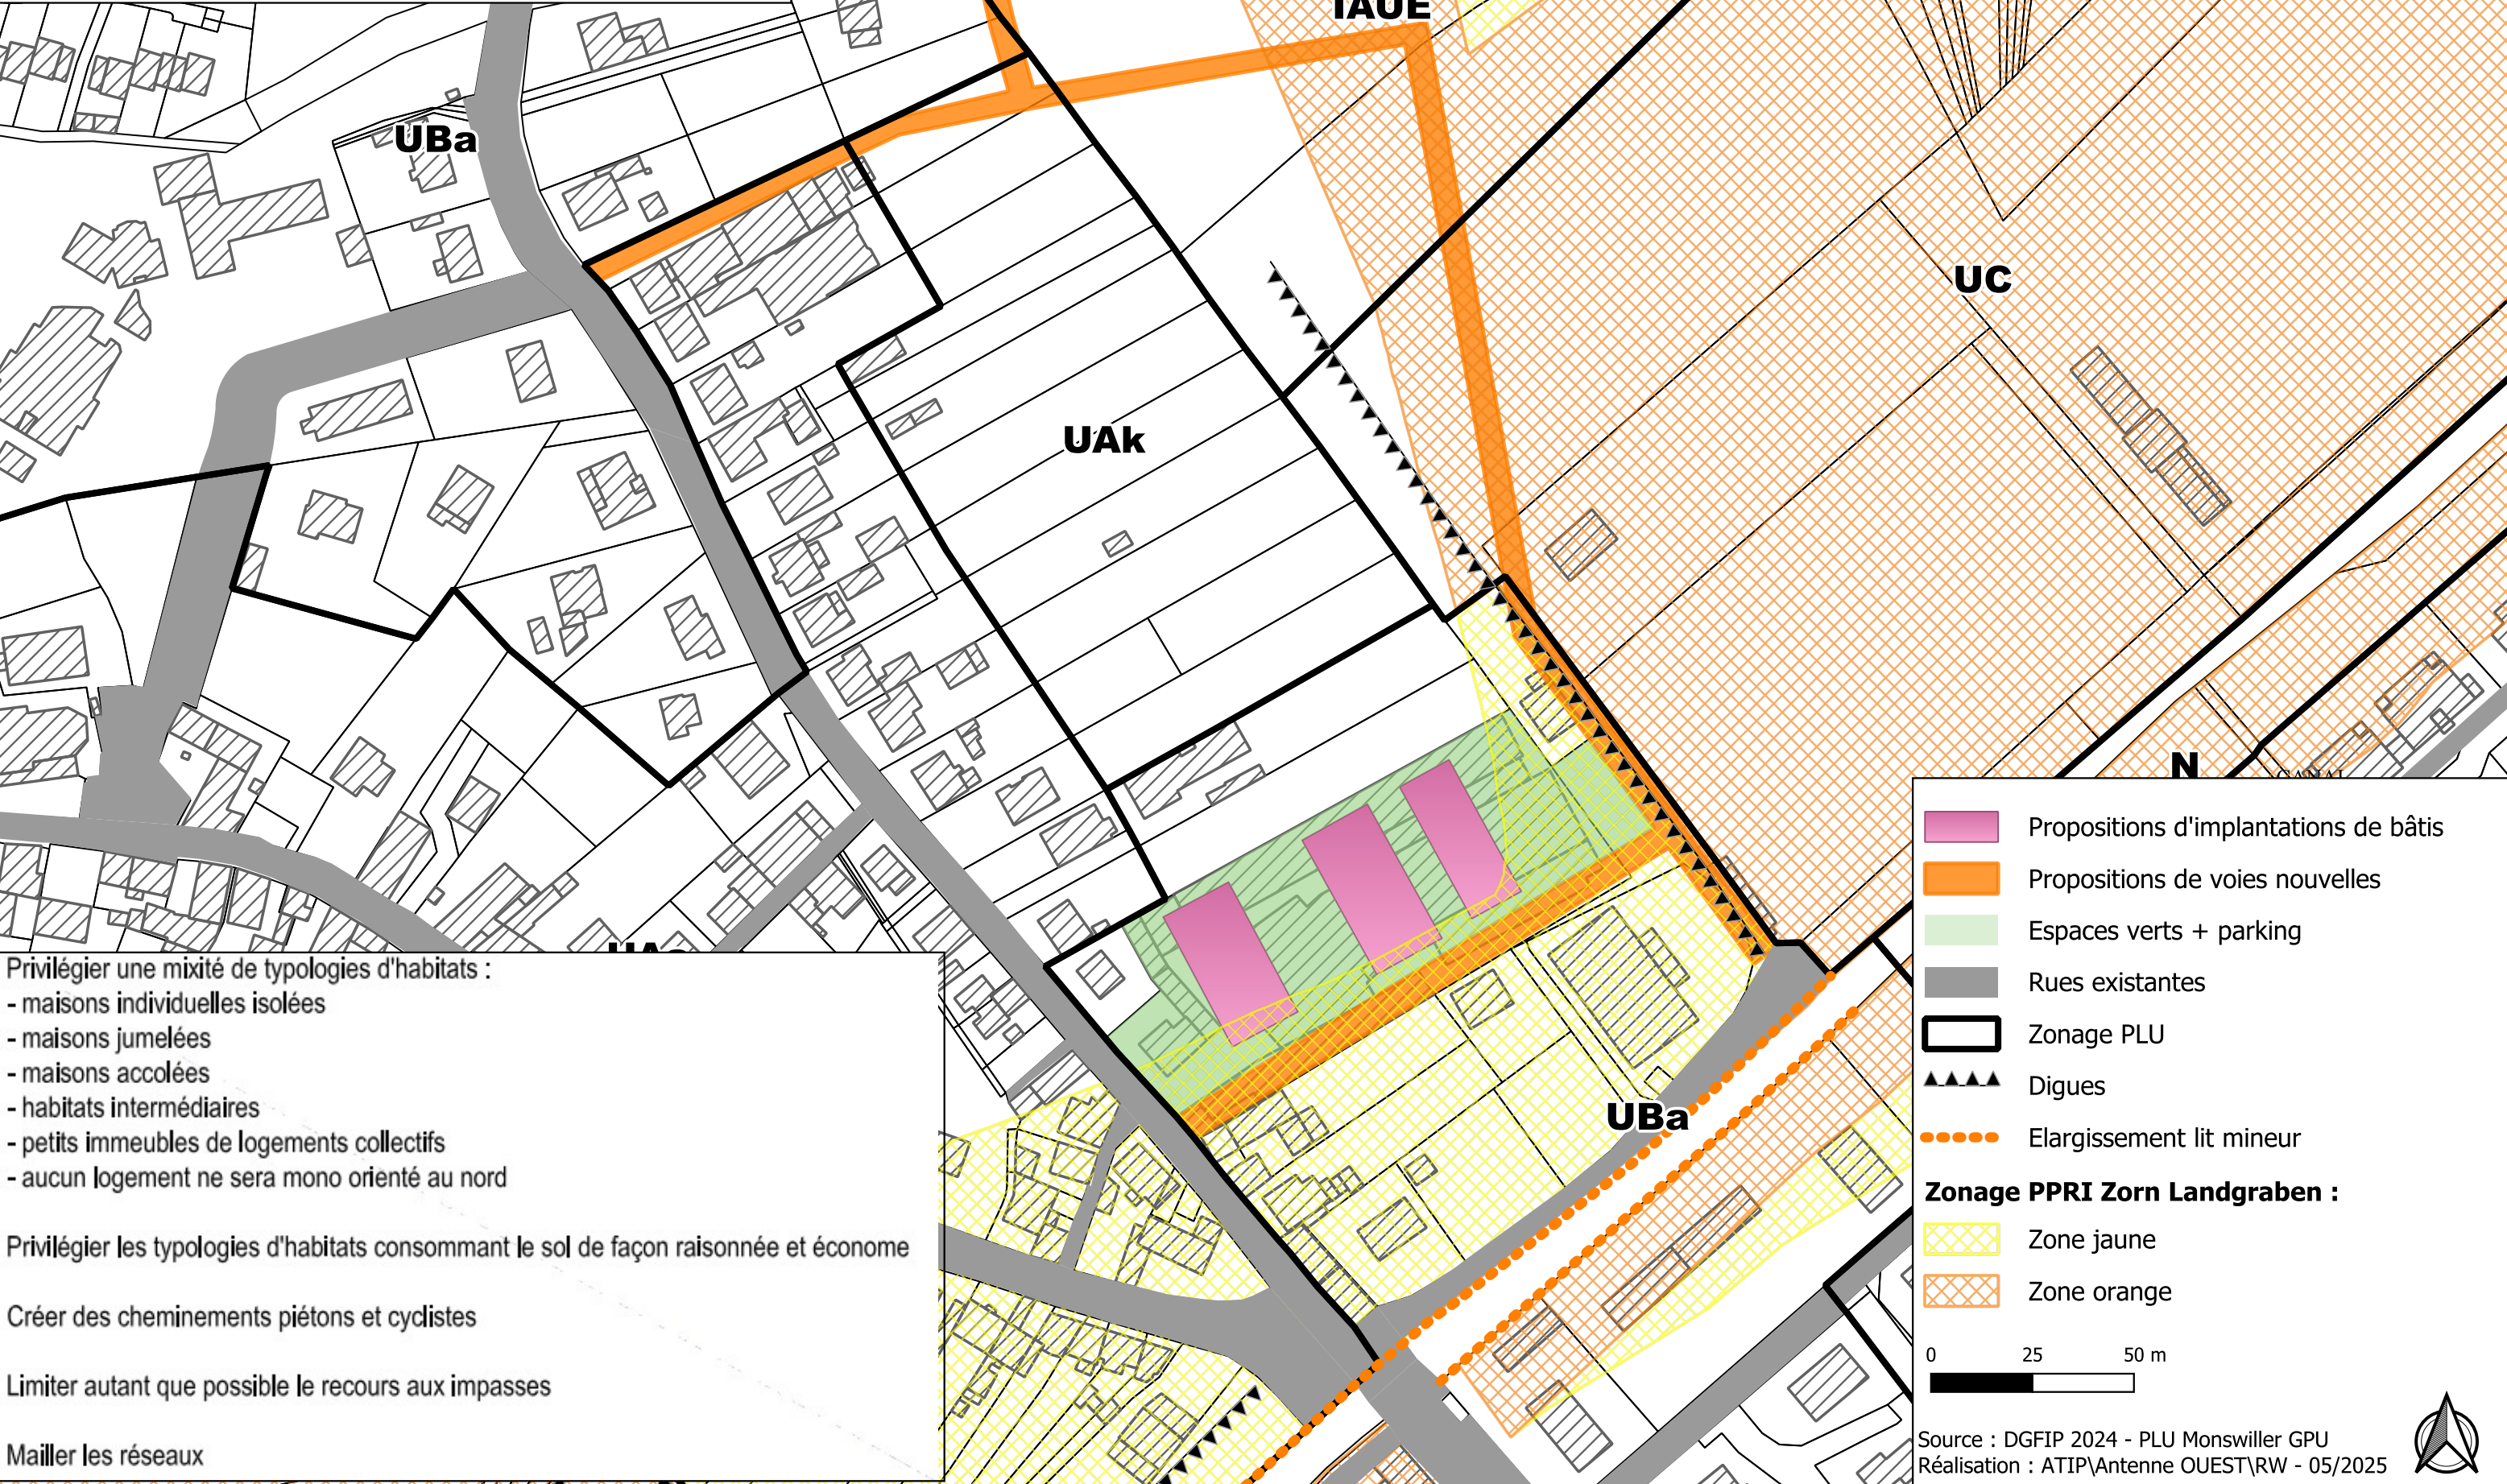 IAUE
UBa
UC
UAk
N
UBa
Privilégier une mixité de typologies d'habitats :
- maisons individuelles isolées
- maisons jumelées
- maisons accolées
- habitats intermédiaires
- petits immeubles de logements collectifs
- aucun logement ne sera mono orienté au nord
Privilégier les typologies d'habitats consommant le sol de façon raisonnée et économe
Créer des cheminements piétons et cyclistes
Limiter autant que possible le recours aux impasses
Mailler les réseaux
Propositions d'implantations de bâtis
Propositions de voies nouvelles
Espaces verts + parking
Rues existantes
Zonage PLU
Digues
Elargissement lit mineur
Zonage PPRI Zorn Landgraben :
Zone jaune
Zone orange
0 25 50 m
Source : DGFIP 2024 - PLU Monswiller GPU
Réalisation : ATIP\Antenne OUEST\RW - 05/2025